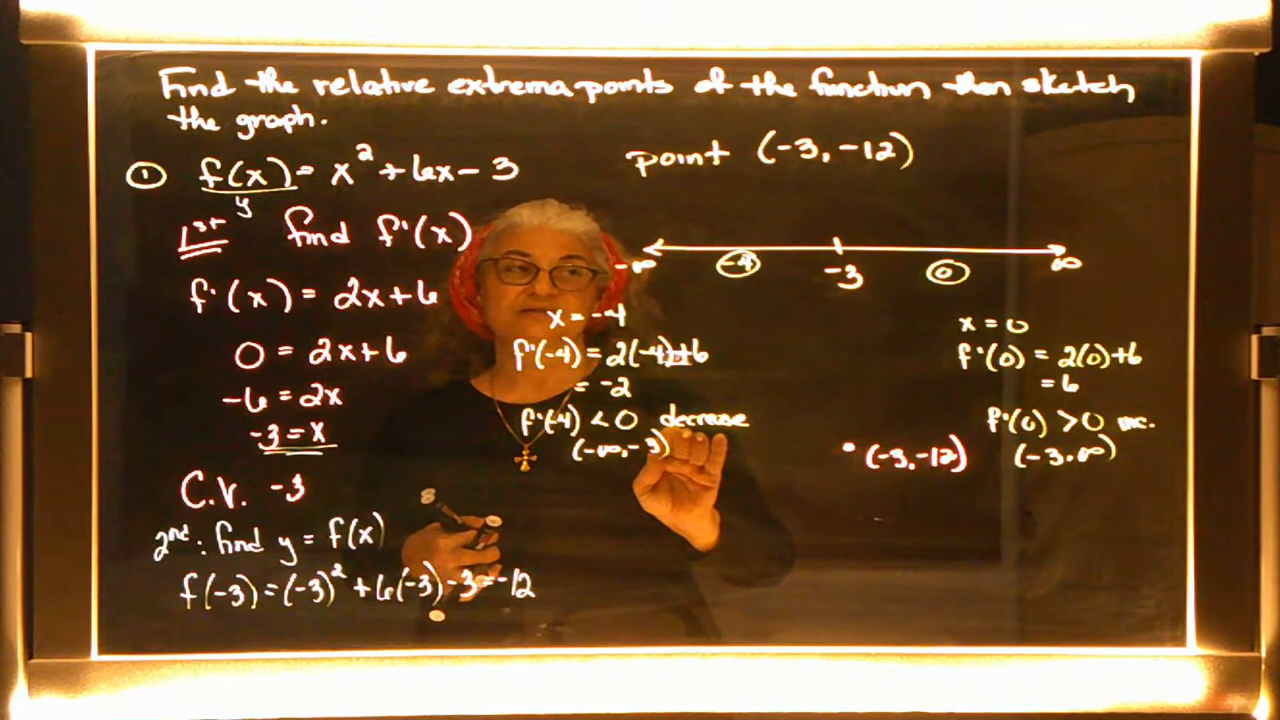 Find the relative extrema points of the function then sketch
the graph.
① f(x) = x² + 6x - 3
y
point (-3, -12)
1st find f'(x)
f'(x) = 2x+6
0 = 2x+6
-6 = 2x
-3 = x
C.V. -3
2nd: find y = f(x)
f(-3) = (-3)² + 6(-3) - 3 = -12
-∞ -4 -3 0 ∞
x = -4
f'(-4) = 2(-4)+6
= -2
f'(-4) < 0 decrease
(-∞, -3)
• (-3, -12)
x = 0
f'(0) = 2(0)+6
= 6
f'(0) > 0 inc.
(-3, ∞)